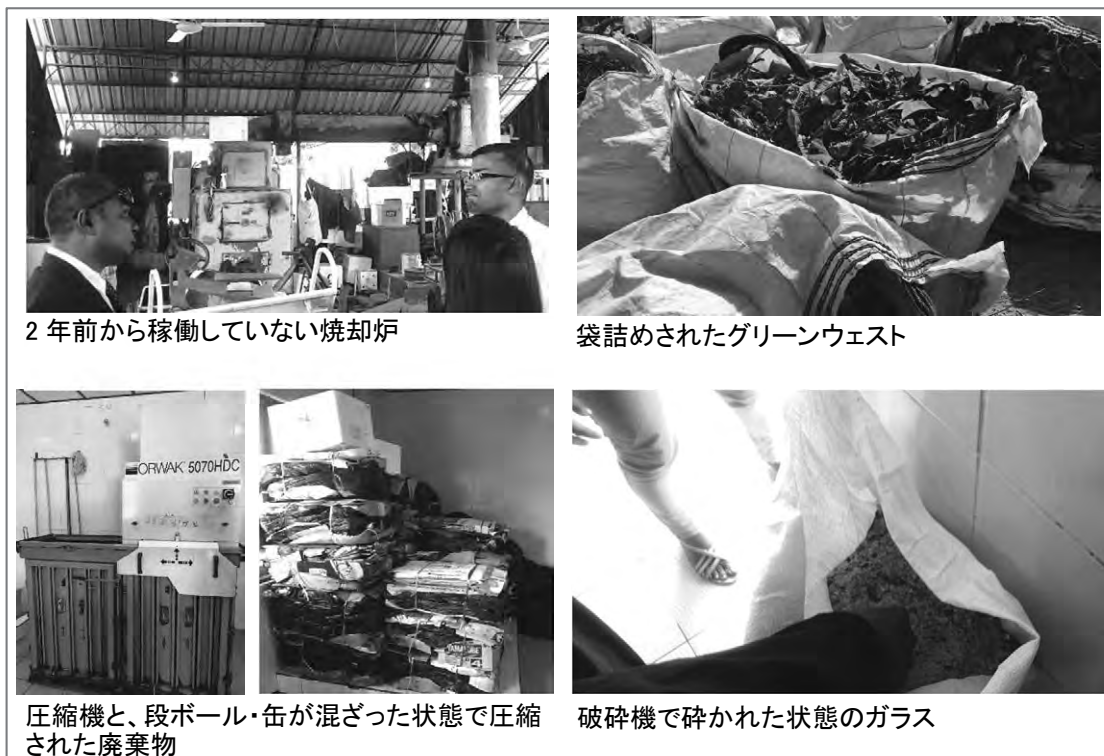 2 年前から稼働していない焼却炉
袋詰めされたグリーンウェスト
ORWAK 5070HDC
圧縮機と、段ボール・缶が混ざった状態で圧縮
された廃棄物
破砕機で砕かれた状態のガラス